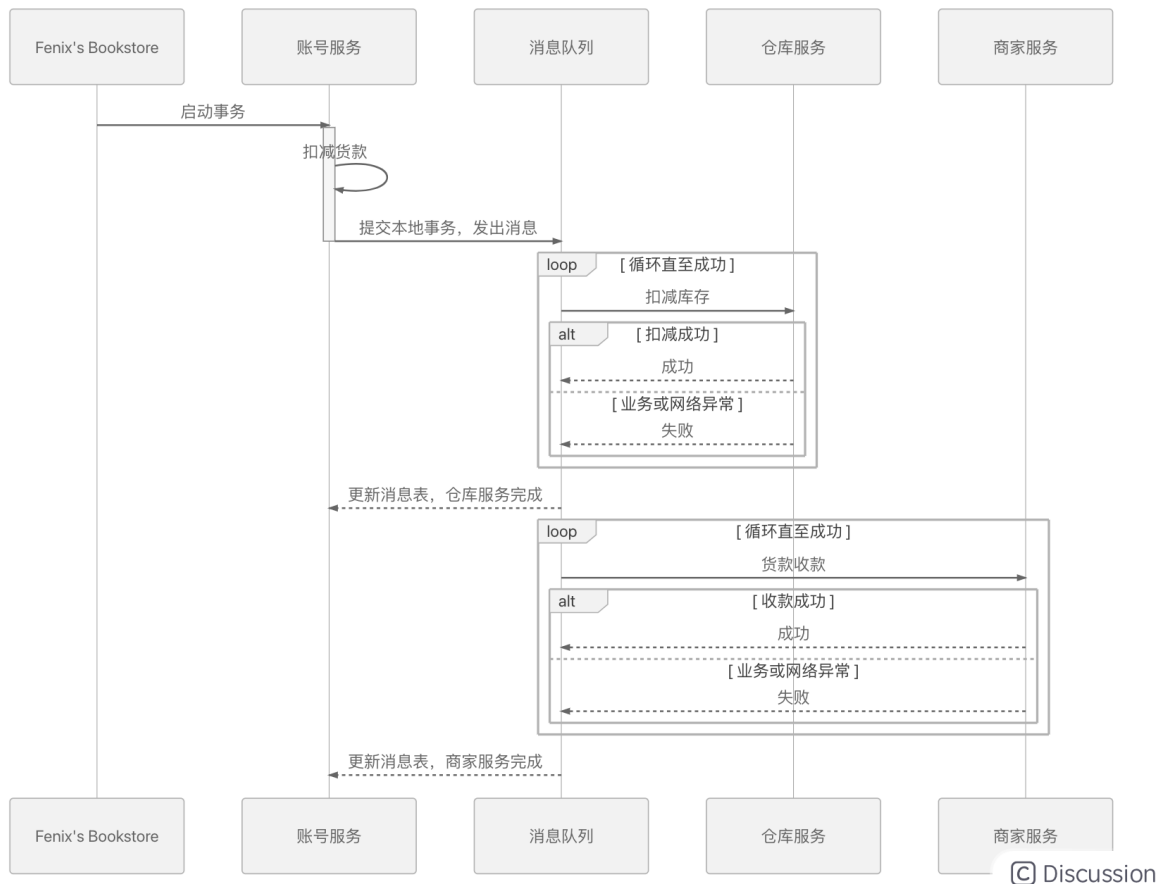 Fenix's Bookstore
账号服务
消息队列
仓库服务
商家服务
启动事务
扣减货款
提交本地事务，发出消息
loop
[ 循环直至成功 ]
扣减库存
alt
[ 扣减成功 ]
成功
[ 业务或网络异常 ]
失败
更新消息表，仓库服务完成
loop
[ 循环直至成功 ]
货款收款
alt
[ 收款成功 ]
成功
[ 业务或网络异常 ]
失败
更新消息表，商家服务完成
Fenix's Bookstore
账号服务
消息队列
仓库服务
商家服务
C Discussion